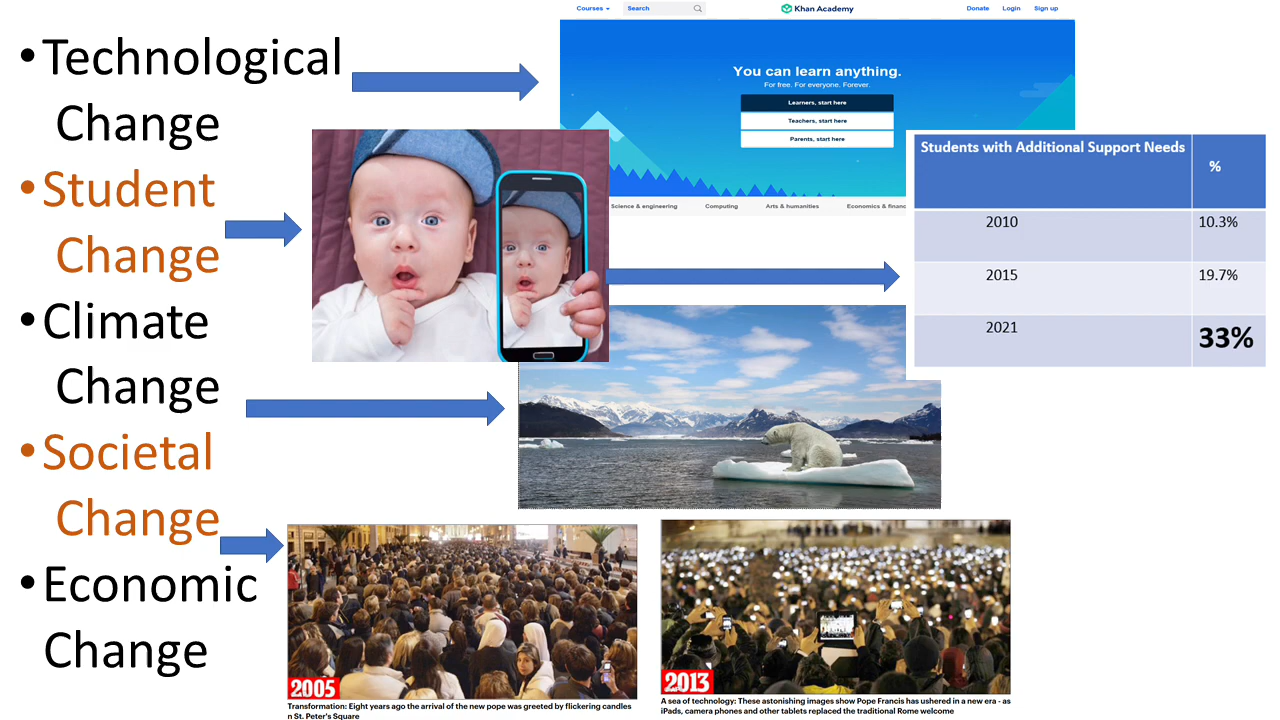 • Technological
Change
• Student
Change
• Climate
Change
• Societal
Change
• Economic
Change
Courses
Search
Khan Academy
Donate
Login
Sign up
You can learn anything.
For free. For everyone. Forever.
Learners, start here
Teachers, start here
Parents, start here
Science & engineering
Computing
Arts & humanities
Economics & financ
Students with Additional Support Needs %
2010 10.3%
2015 19.7%
2021 33%
2005
Transformation: Eight years ago the arrival of the new pope was greeted by flickering candles
n St. Peter's Square
2013
A sea of technology: These astonishing images show Pope Francis has ushered in a new era - as
iPads, camera phones and other tablets replaced the traditional Rome welcome